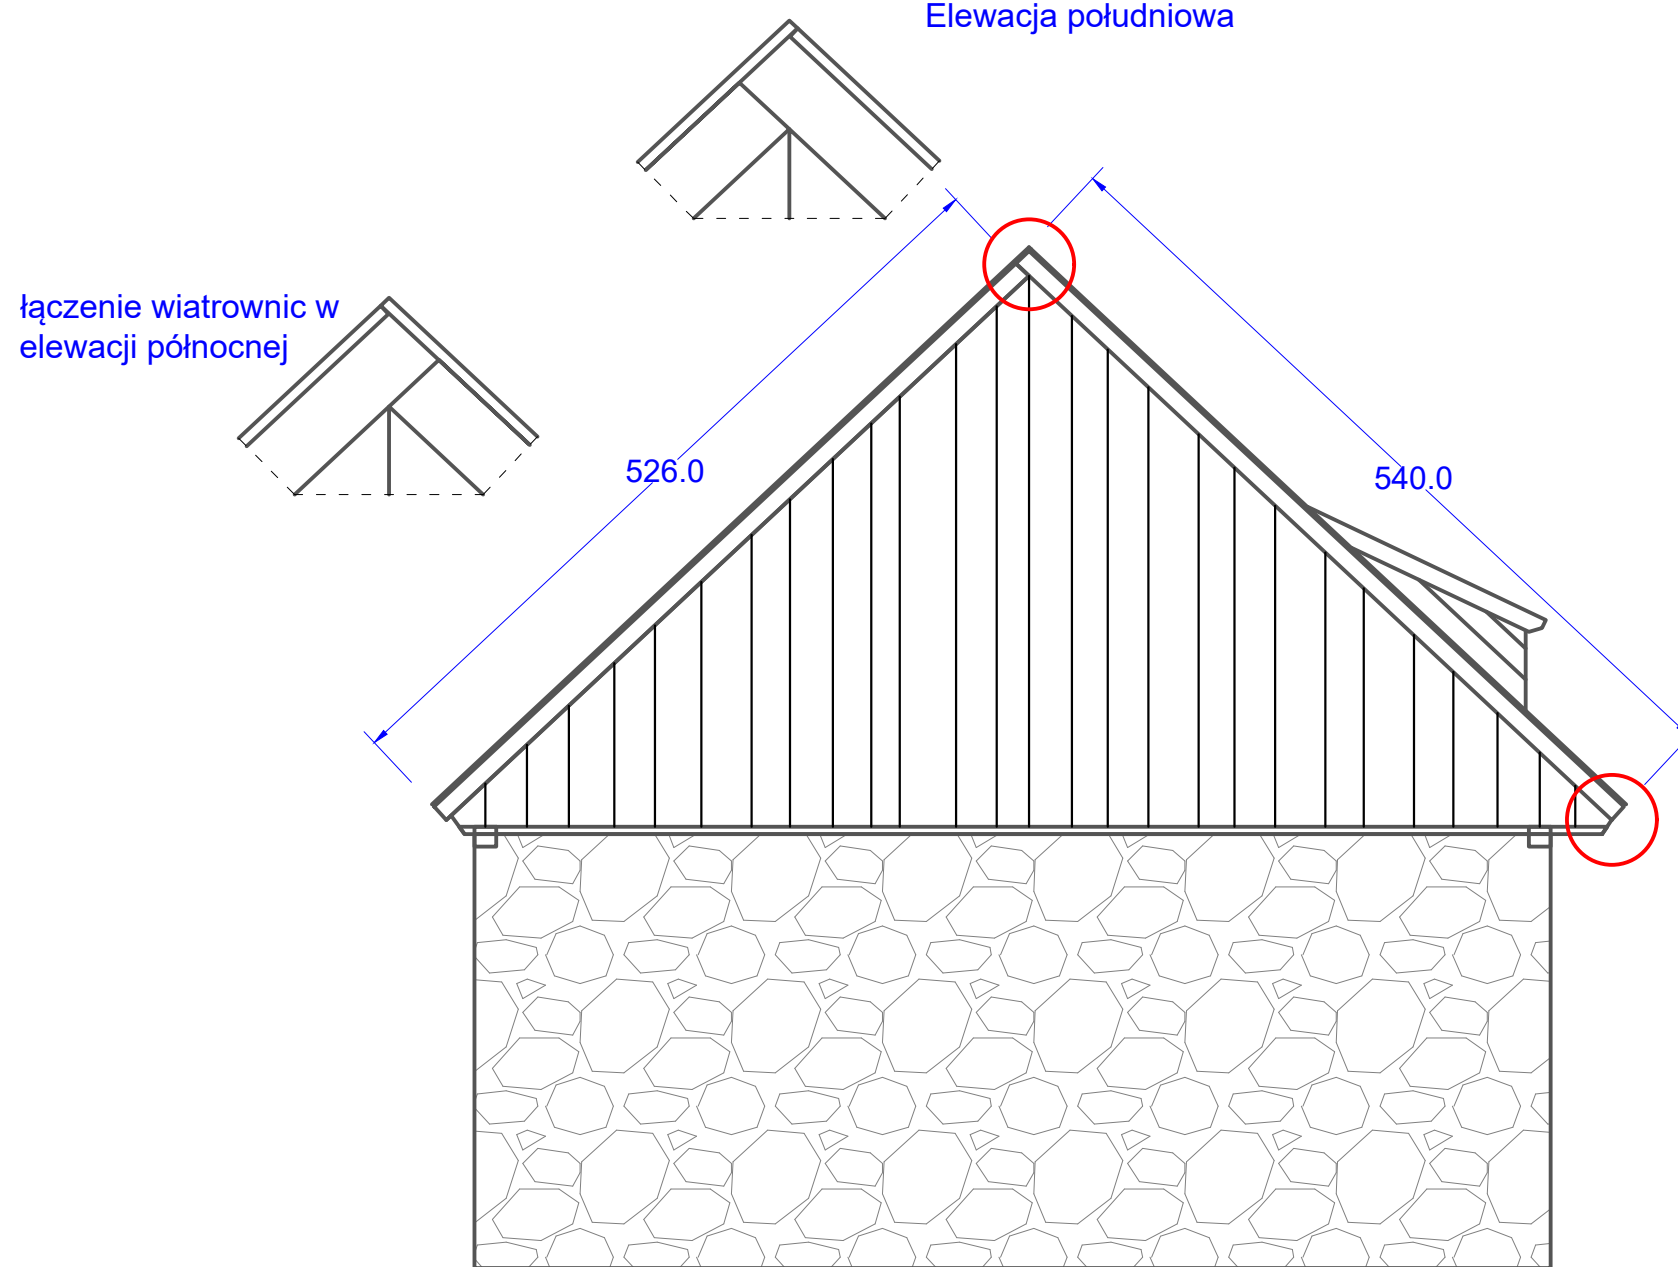 Elewacja południowa
łączenie wiatrownic w
elewacji północnej
526.0
540.0